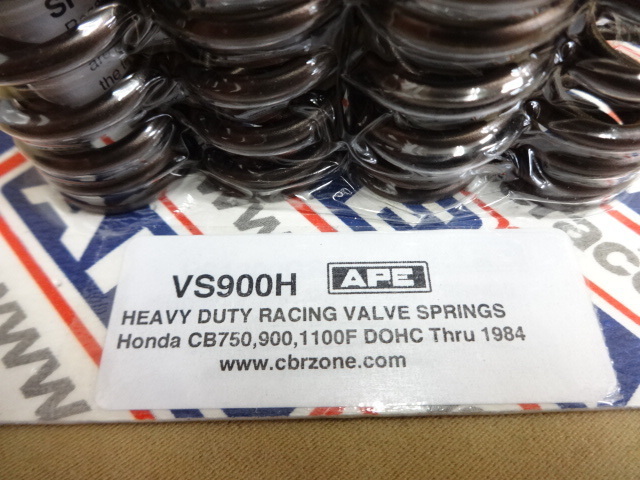 VS900H APE
HEAVY DUTY RACING VALVE SPRINGS
Honda CB750,900,1100F DOHC Thru 1984
www.cbrzone.com